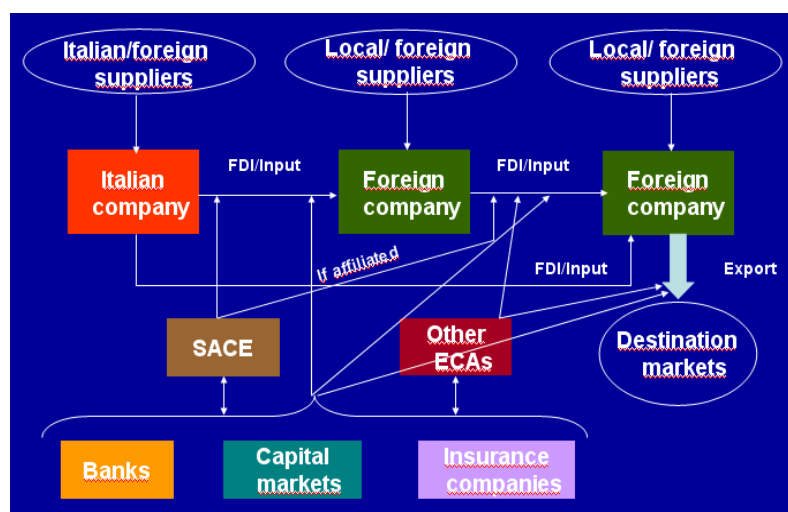 Italian/foreign
suppliers
Local/ foreign
suppliers
Local/ foreign
suppliers
Italian
company
FDI/Input
Foreign
company
FDI/Input
Foreign
company
If affiliated
FDI/Input
Export
SACE
Other
ECAs
Destination
markets
Banks
Capital
markets
Insurance
companies